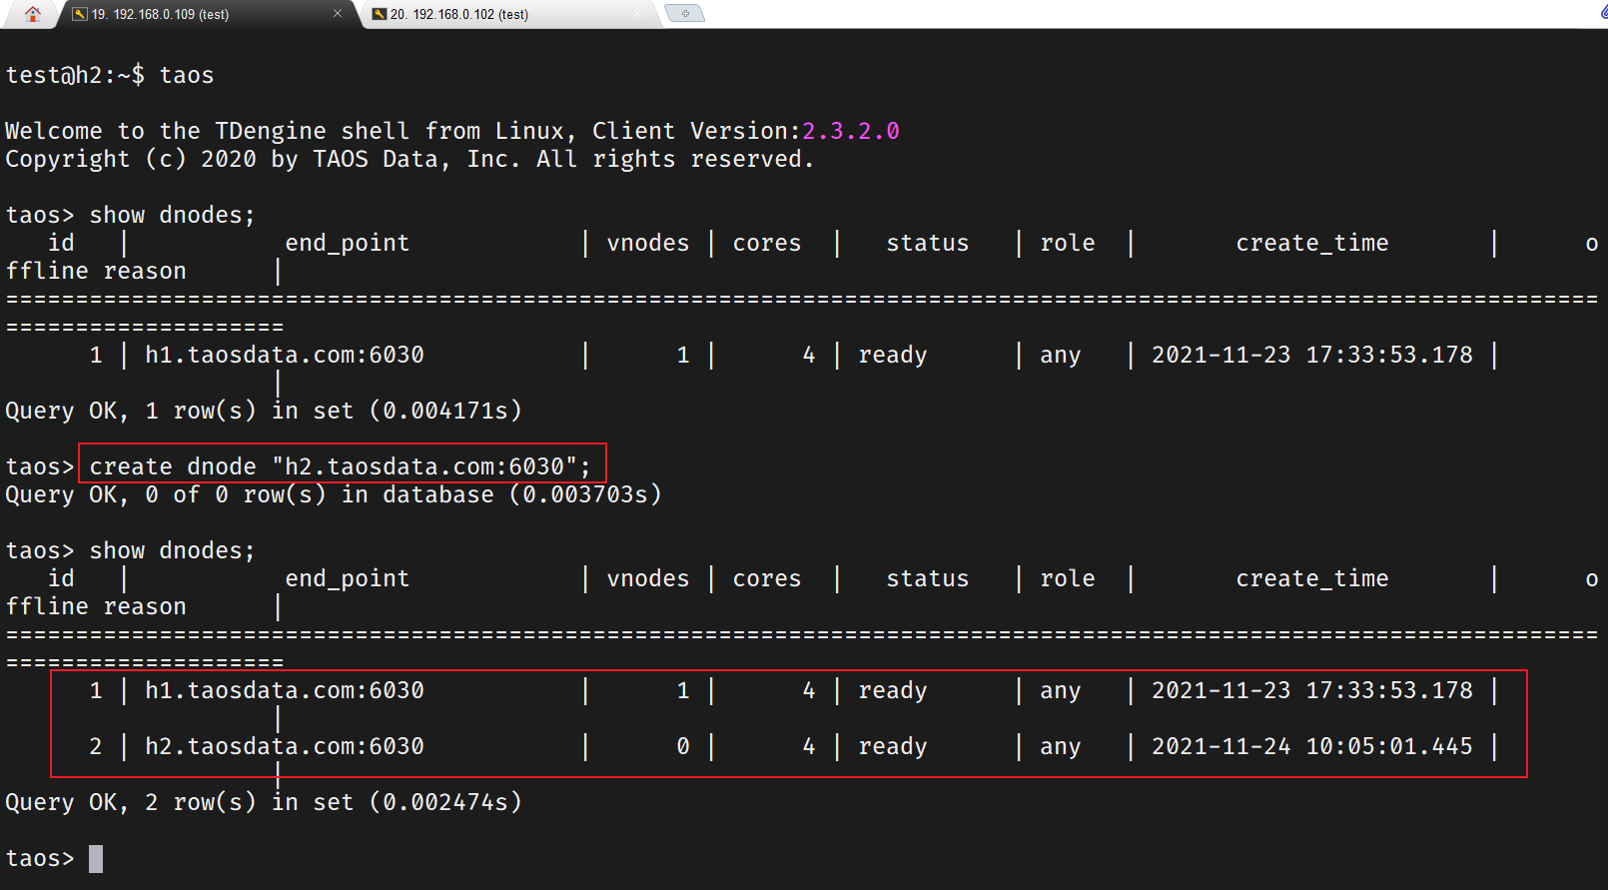 19. 192.168.0.109 (test)
20. 192.168.0.102 (test)
test@h2:~$ taos
Welcome to the TDengine shell from Linux, Client Version:2.3.2.0
Copyright (c) 2020 by TAOS Data, Inc. All rights reserved.
taos> show dnodes;
   id   |           end_point            | vnodes | cores  |   status   | role  |       create_time       |      o
ffline reason      |
==================================================================================================================
====================
      1 | h1.taosdata.com:6030           |      1 |      4 | ready      | any   | 2021-11-23 17:33:53.178 |
                   |
Query OK, 1 row(s) in set (0.004171s)
taos> create dnode "h2.taosdata.com:6030";
Query OK, 0 of 0 row(s) in database (0.003703s)
taos> show dnodes;
   id   |           end_point            | vnodes | cores  |   status   | role  |       create_time       |      o
ffline reason      |
==================================================================================================================
====================
      1 | h1.taosdata.com:6030           |      1 |      4 | ready      | any   | 2021-11-23 17:33:53.178 |
                   |
      2 | h2.taosdata.com:6030           |      0 |      4 | ready      | any   | 2021-11-24 10:05:01.445 |
                   |
Query OK, 2 row(s) in set (0.002474s)
taos>